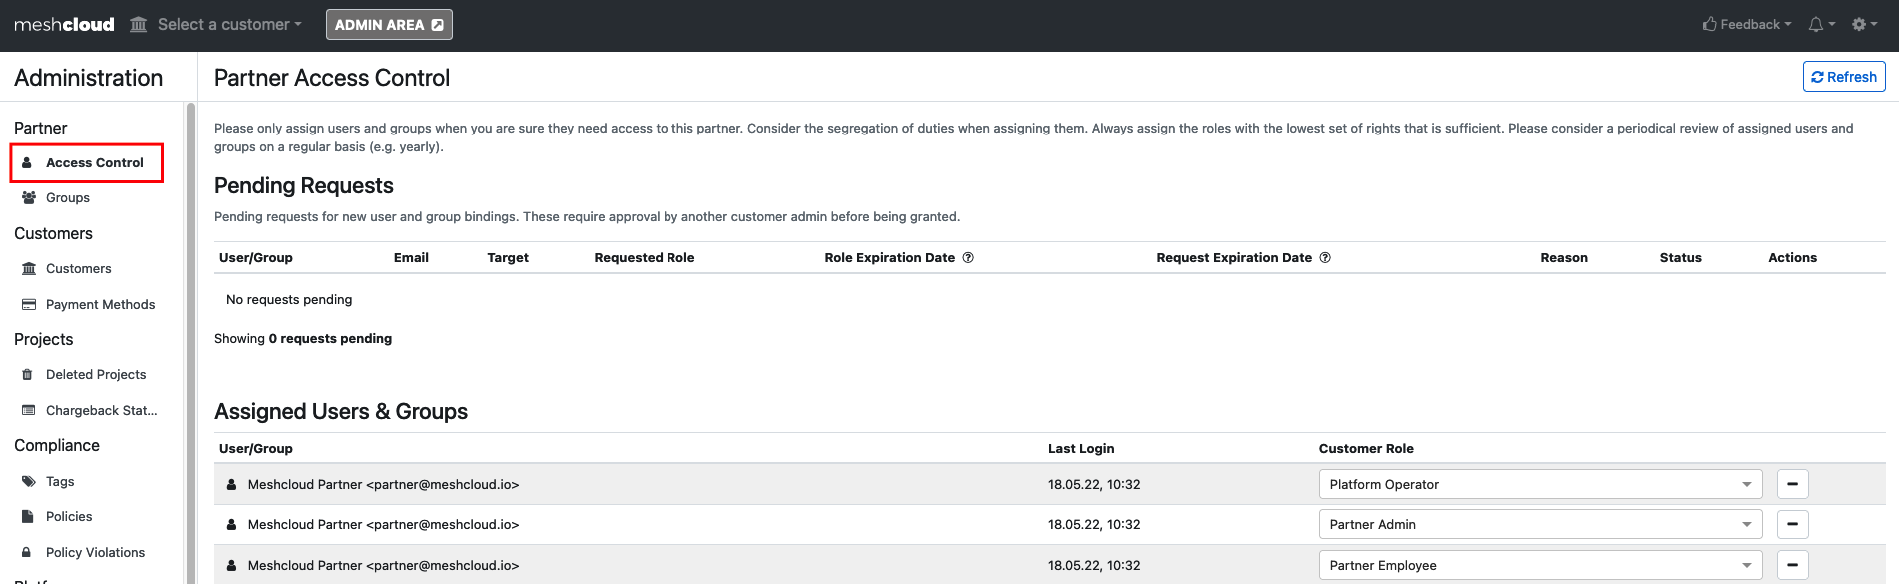 meshcloud Select a customer ADMIN AREA Feedback
Administration
Partner Access Control
Refresh
Partner
Access Control
Groups
Customers
Customers
Payment Methods
Projects
Deleted Projects
Chargeback Stat...
Compliance
Tags
Policies
Policy Violations
Please only assign users and groups when you are sure they need access to this partner. Consider the segregation of duties when assigning them. Always assign the roles with the lowest set of rights that is sufficient. Please consider a periodical review of assigned users and
groups on a regular basis (e.g. yearly).
Pending Requests
Pending requests for new user and group bindings. These require approval by another customer admin before being granted.
User/Group Email Target Requested Role Role Expiration Date Request Expiration Date Reason Status Actions
No requests pending
Showing 0 requests pending
Assigned Users & Groups
User/Group Last Login Customer Role
Meshcloud Partner <partner@meshcloud.io> 18.05.22, 10:32 Platform Operator
Meshcloud Partner <partner@meshcloud.io> 18.05.22, 10:32 Partner Admin
Meshcloud Partner <partner@meshcloud.io> 18.05.22, 10:32 Partner Employee